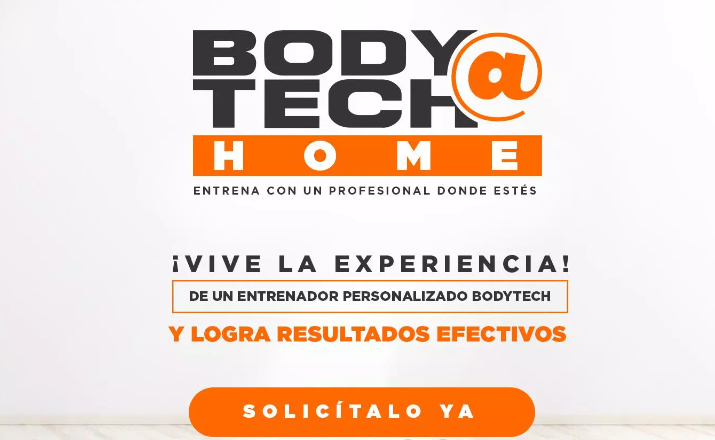 BODY
TECH @
HOME
ENTRENA CON UN PROFESIONAL DONDE ESTÉS
¡VIVE LA EXPERIENCIA!
DE UN ENTRENADOR PERSONALIZADO BODYTECH
Y LOGRA RESULTADOS EFECTIVOS
SOLICÍTALO YA